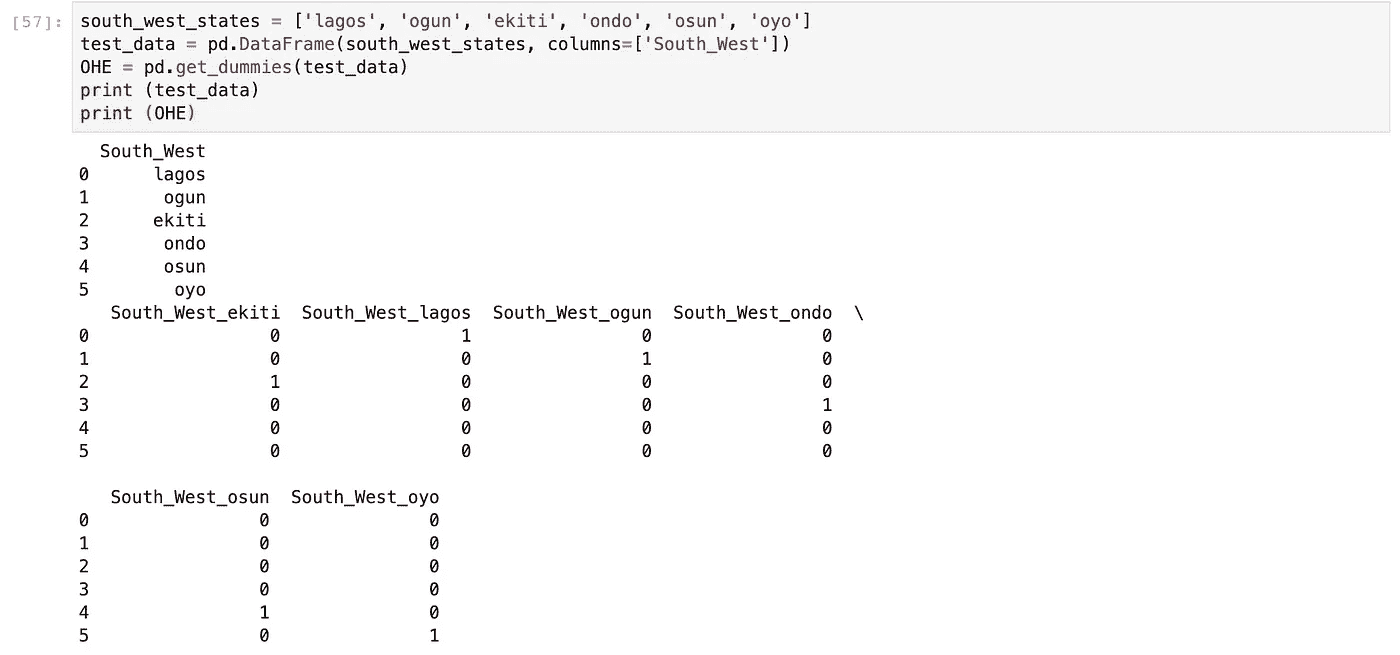 [57]: south_west_states = ['lagos', 'ogun', 'ekiti', 'ondo', 'osun', 'oyo']
test_data = pd.DataFrame(south_west_states, columns=['South_West'])
OHE = pd.get_dummies(test_data)
print (test_data)
print (OHE)
South_West
0 lagos
1 ogun
2 ekiti
3 ondo
4 osun
5 oyo
South_West_ekiti South_West_lagos South_West_ogun South_West_ondo \
0 0 1 0 0
1 0 0 1 0
2 1 0 0 0
3 0 0 0 1
4 0 0 0 0
5 0 0 0 0
South_West_osun South_West_oyo
0 0 0
1 0 0
2 0 0
3 0 0
4 1 0
5 0 1